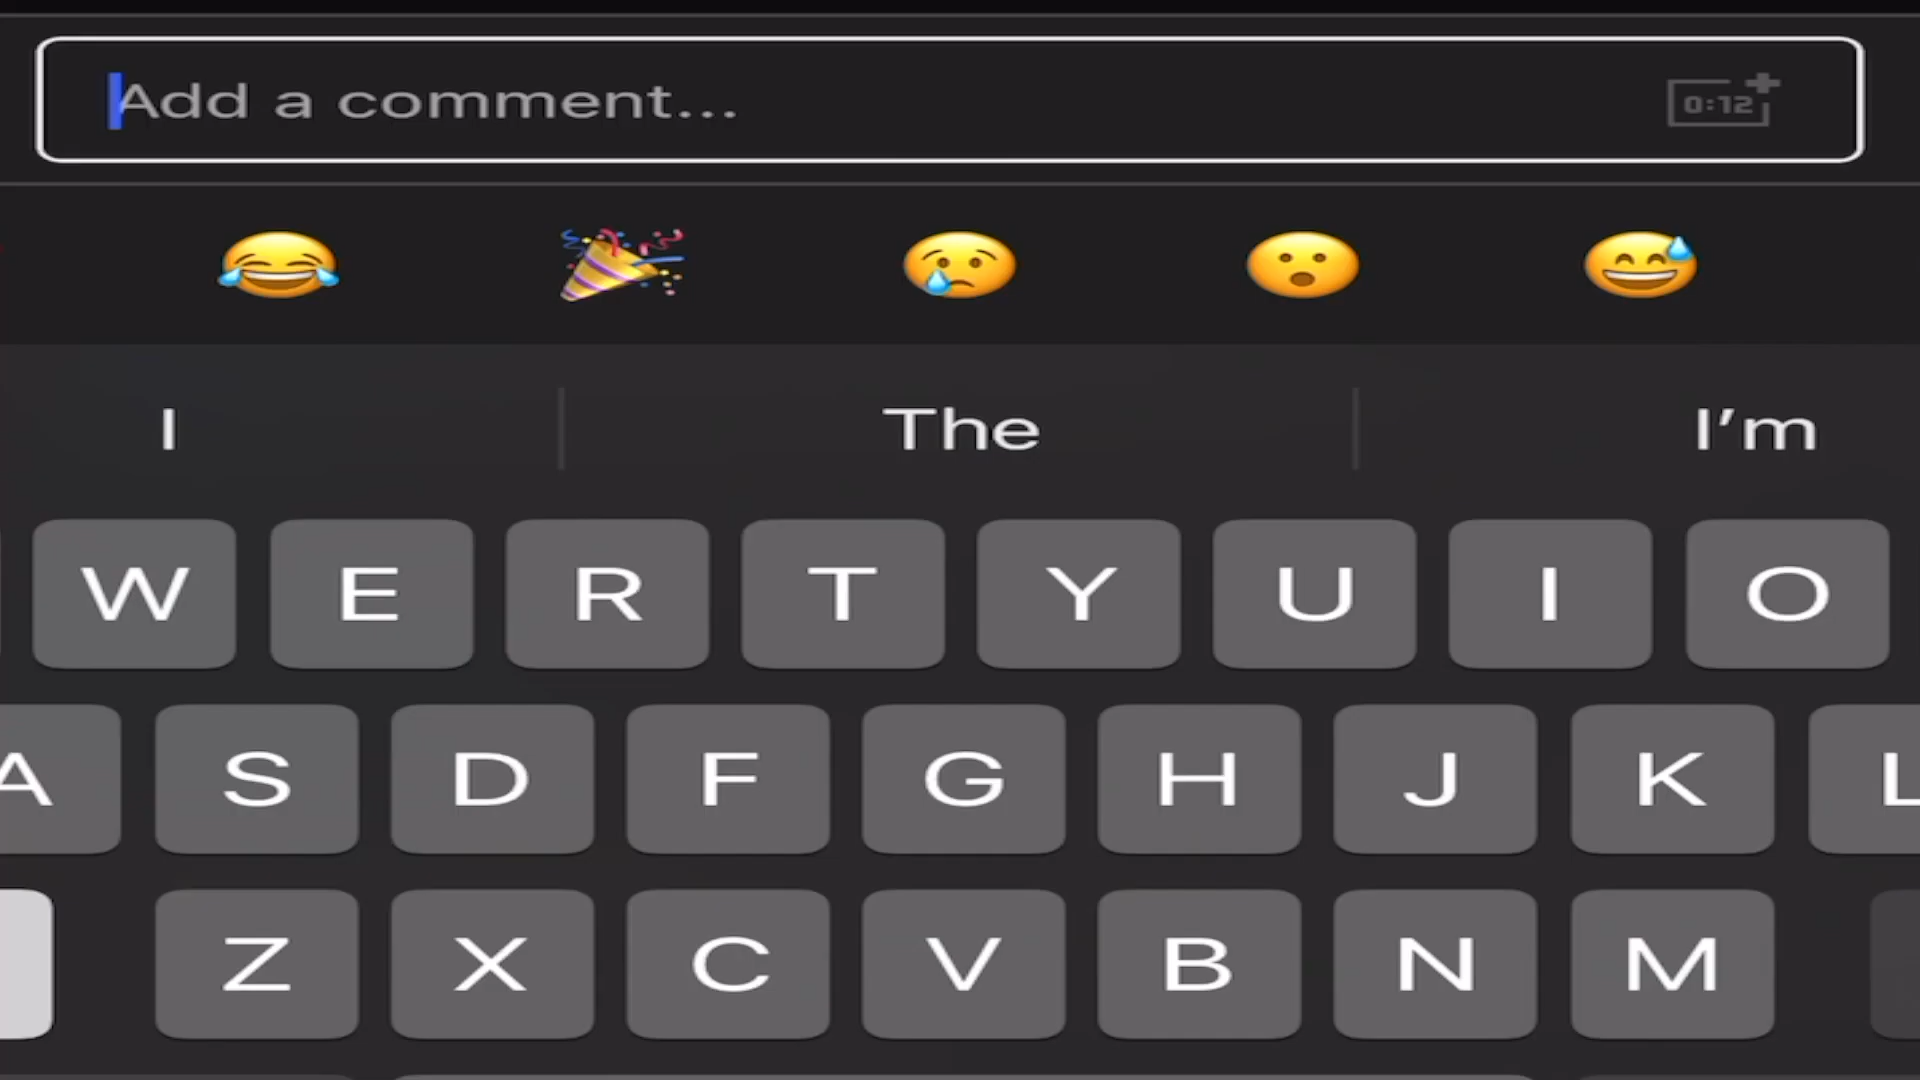 Add a comment...
0:12
I The I'm
W E R T Y U I O
A S D F G H J K L
Z X C V B N M